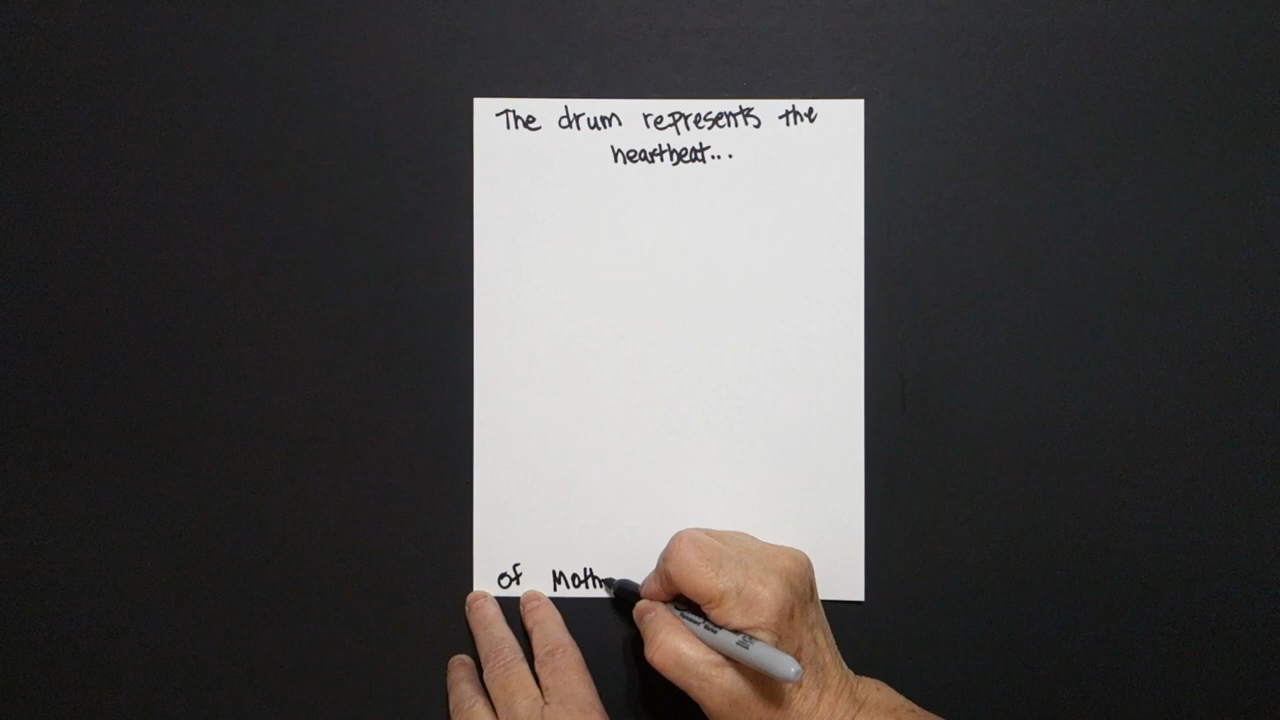 The drum represents the
heartbeat...
of Moth